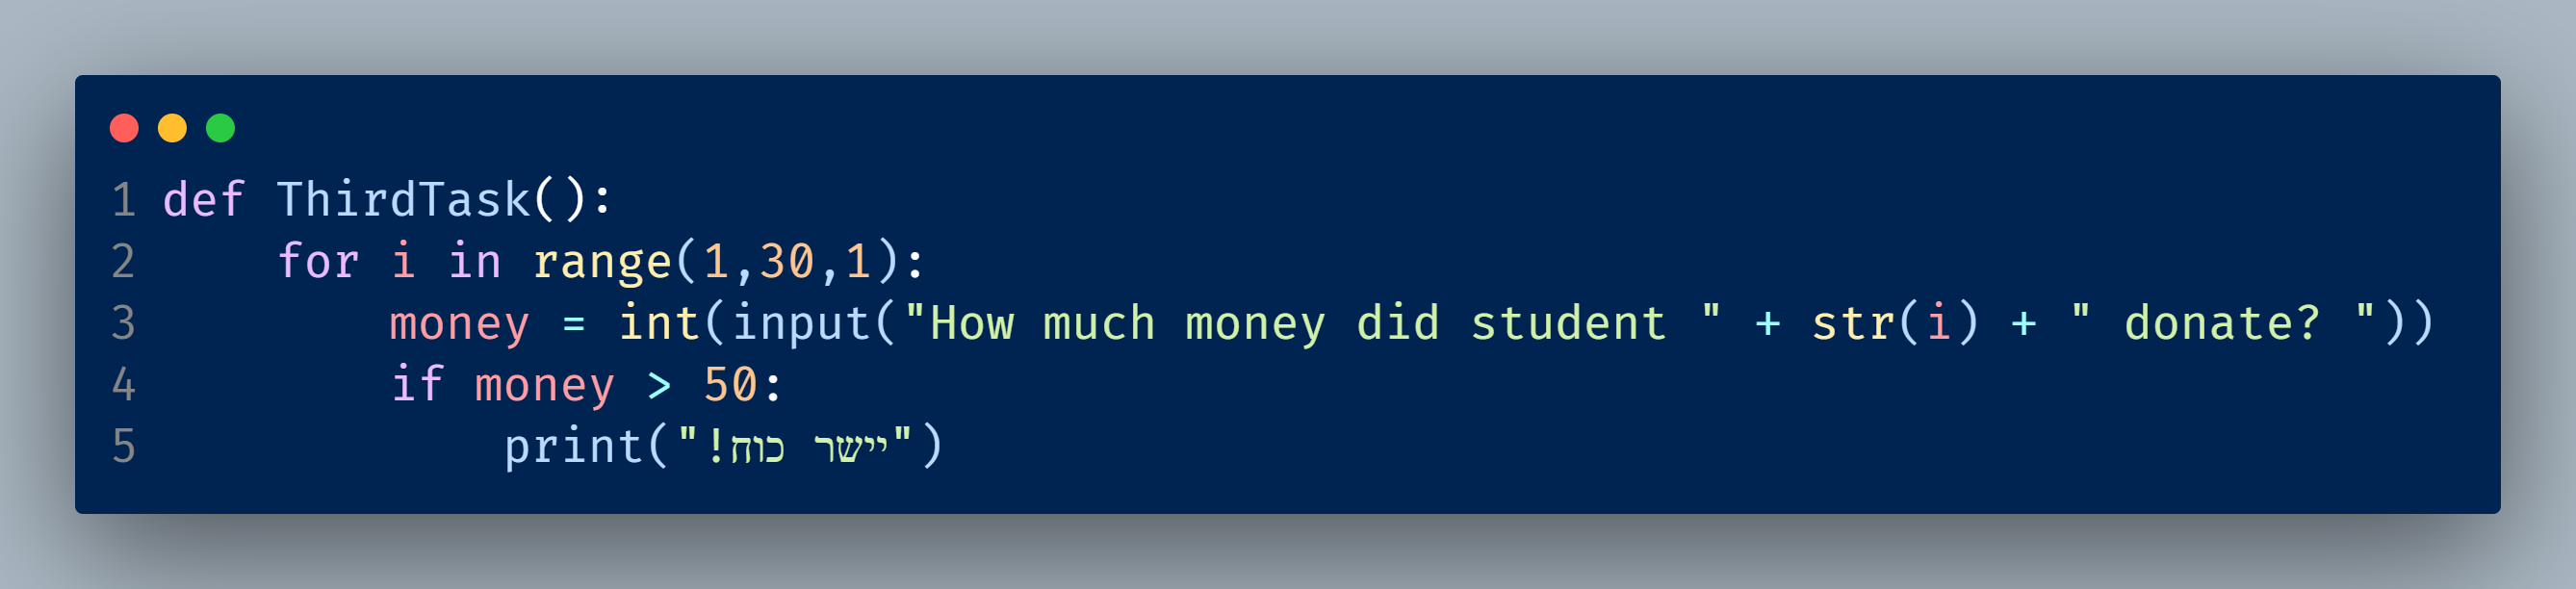 1 def ThirdTask():
2     for i in range(1,30,1):
3         money = int(input("How much money did student " + str(i) + " donate? "))
4         if money > 50:
5             print("יישר כוח!")